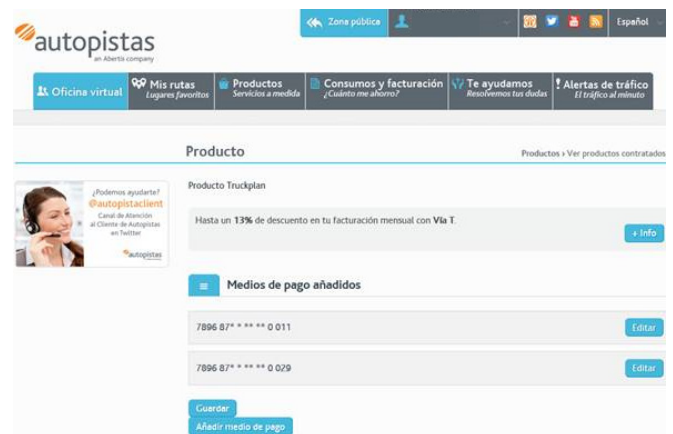 autopistas
an Abertis company
Zona pública
Español
Oficina virtual
Mis rutas
Lugares favoritos
Productos
Servicios a medida
Consumos y facturación
¿Cuánto me ahorro?
Te ayudamos
Resolvemos tus dudas
Alertas de tráfico
El tráfico al minuto
Producto
Productos › Ver productos contratados
¿Podemos ayudarte?
@autopistaclient
Canal de Atención
al Cliente de Autopistas
en Twitter
autopistas
Producto Truckplan
Hasta un 13% de descuento en tu facturación mensual con Vía T.
+ Info
Medios de pago añadidos
7896 87* * ** ** 0 011
Editar
7896 87* * ** ** 0 029
Editar
Guardar
Añadir medio de pago